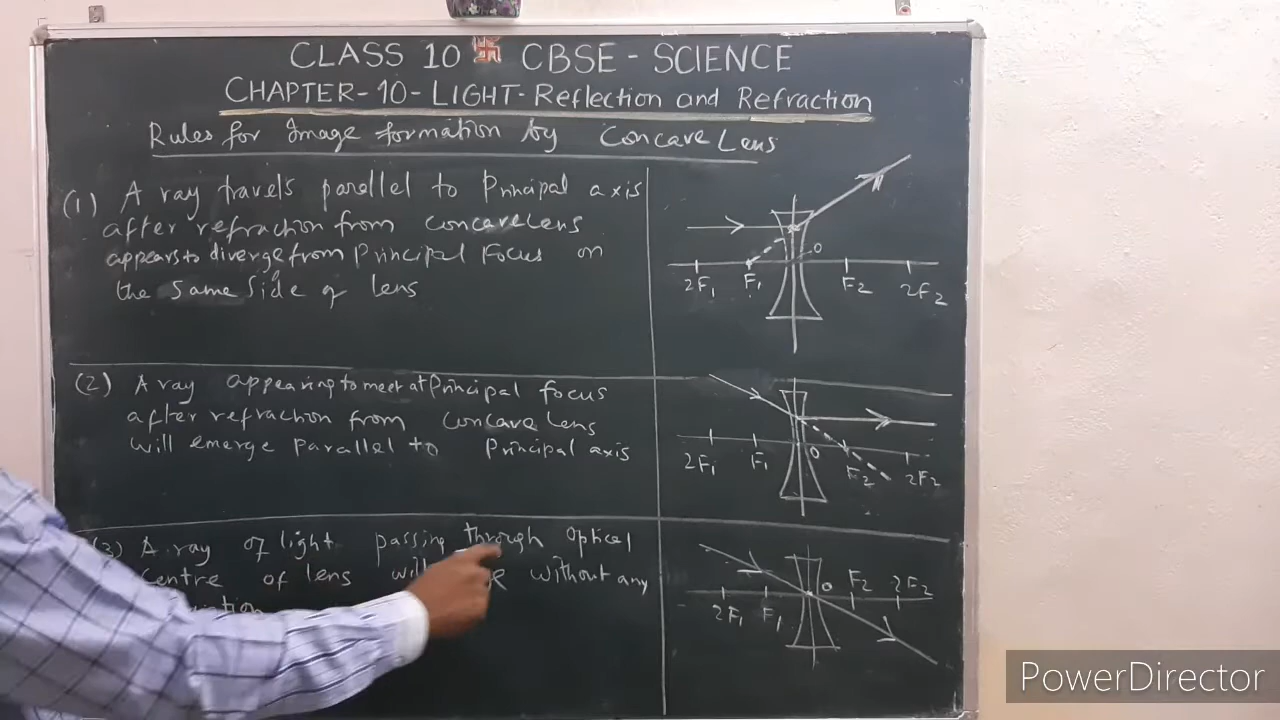 CLASS 10 卐 CBSE - SCIENCE
CHAPTER-10-LIGHT-Reflection and Refraction
Rules for Image formation by Concave Lens
(1) A ray travels parallel to Principal axis
after refraction from Concave Lens
appears to diverge from Principal Focus on
the Same Side of lens
2F1 F1 O F2 2F2
(2) A ray appearing to meet at Principal focus
after refraction from Concave Lens
will emerge Parallel to Principal axis
2F1 F1 O F2 2F2
(3) A ray of light passing through Optical
Centre of lens without any
2F1 F1 O F2 2F2
PowerDirector